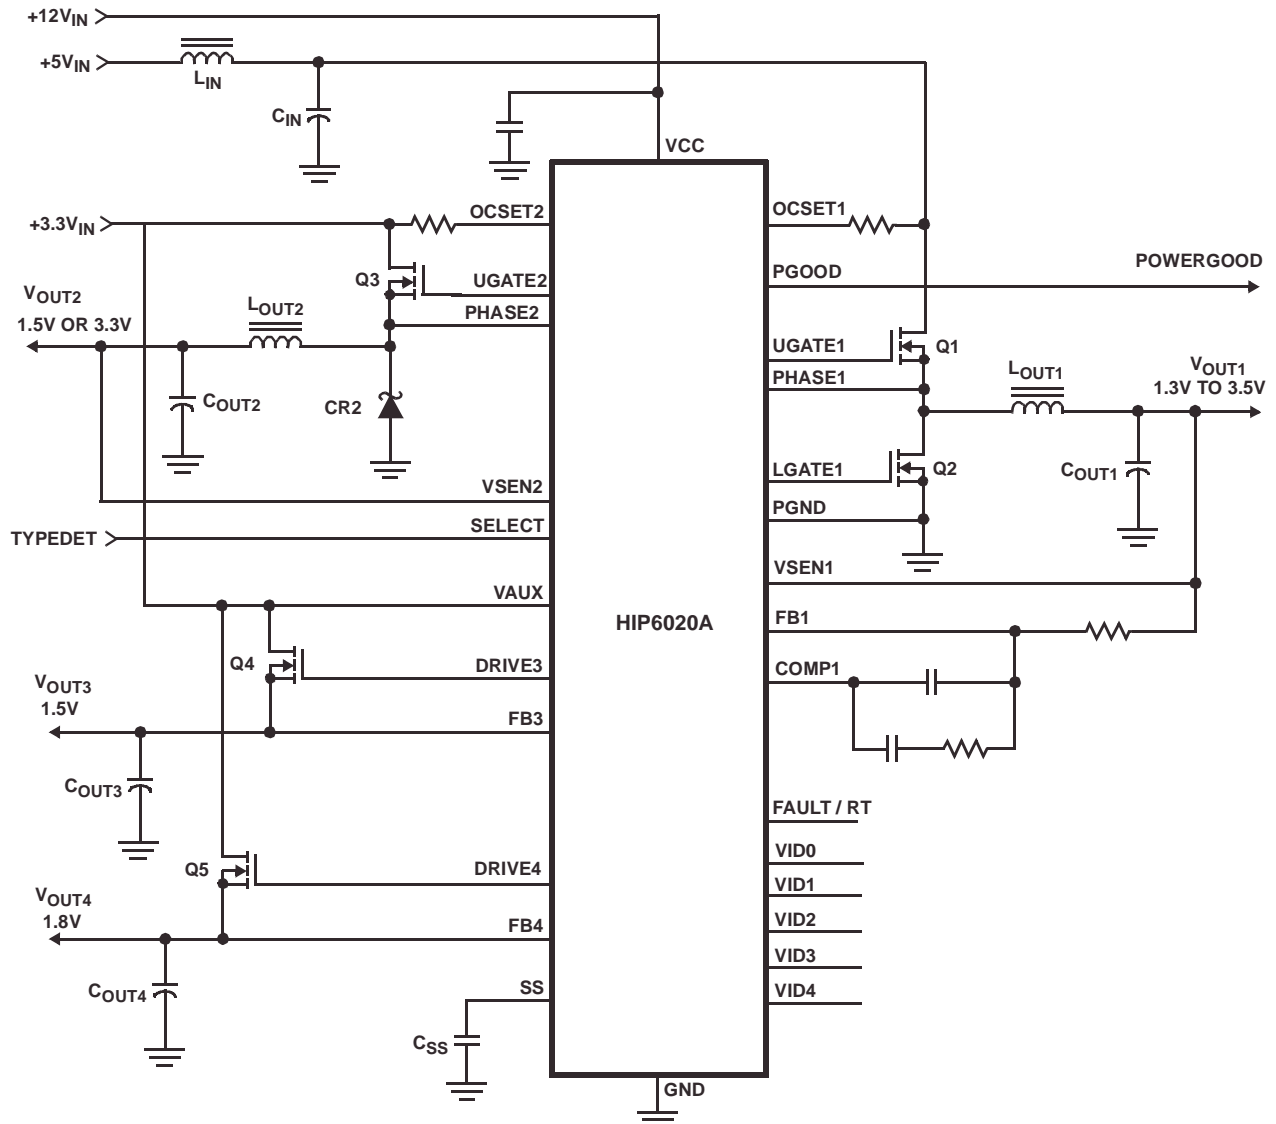 +12VIN
+5VIN
LIN
CIN
VCC
+3.3VIN
OCSET2
OCSET1
PGOOD
POWERGOOD
Q3
UGATE2
VOUT2
1.5V OR 3.3V
LOUT2
PHASE2
UGATE1
Q1
PHASE1
LOUT1
VOUT1
1.3V TO 3.5V
COUT2
CR2
LGATE1
Q2
COUT1
VSEN2
PGND
SELECT
TYPEDET
VSEN1
VAUX
HIP6020A
FB1
Q4
DRIVE3
COMP1
VOUT3
1.5V
FB3
COUT3
FAULT / RT
VID0
Q5
DRIVE4
VID1
VOUT4
1.8V
FB4
VID2
VID3
COUT4
SS
VID4
CSS
GND